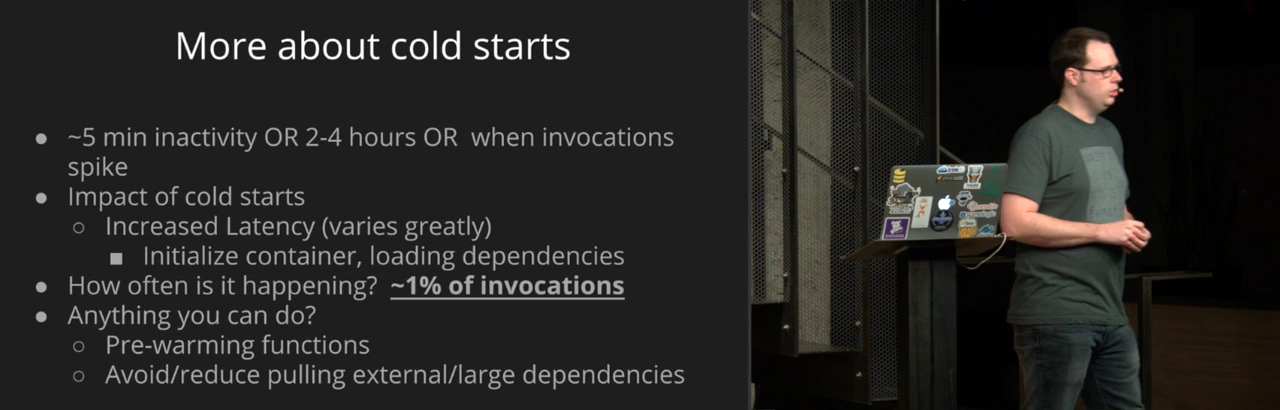 More about cold starts
● ~5 min inactivity OR 2-4 hours OR when invocations
spike
● Impact of cold starts
○ Increased Latency (varies greatly)
■ Initialize container, loading dependencies
● How often is it happening? ~1% of invocations
● Anything you can do?
○ Pre-warming functions
○ Avoid/reduce pulling external/large dependencies